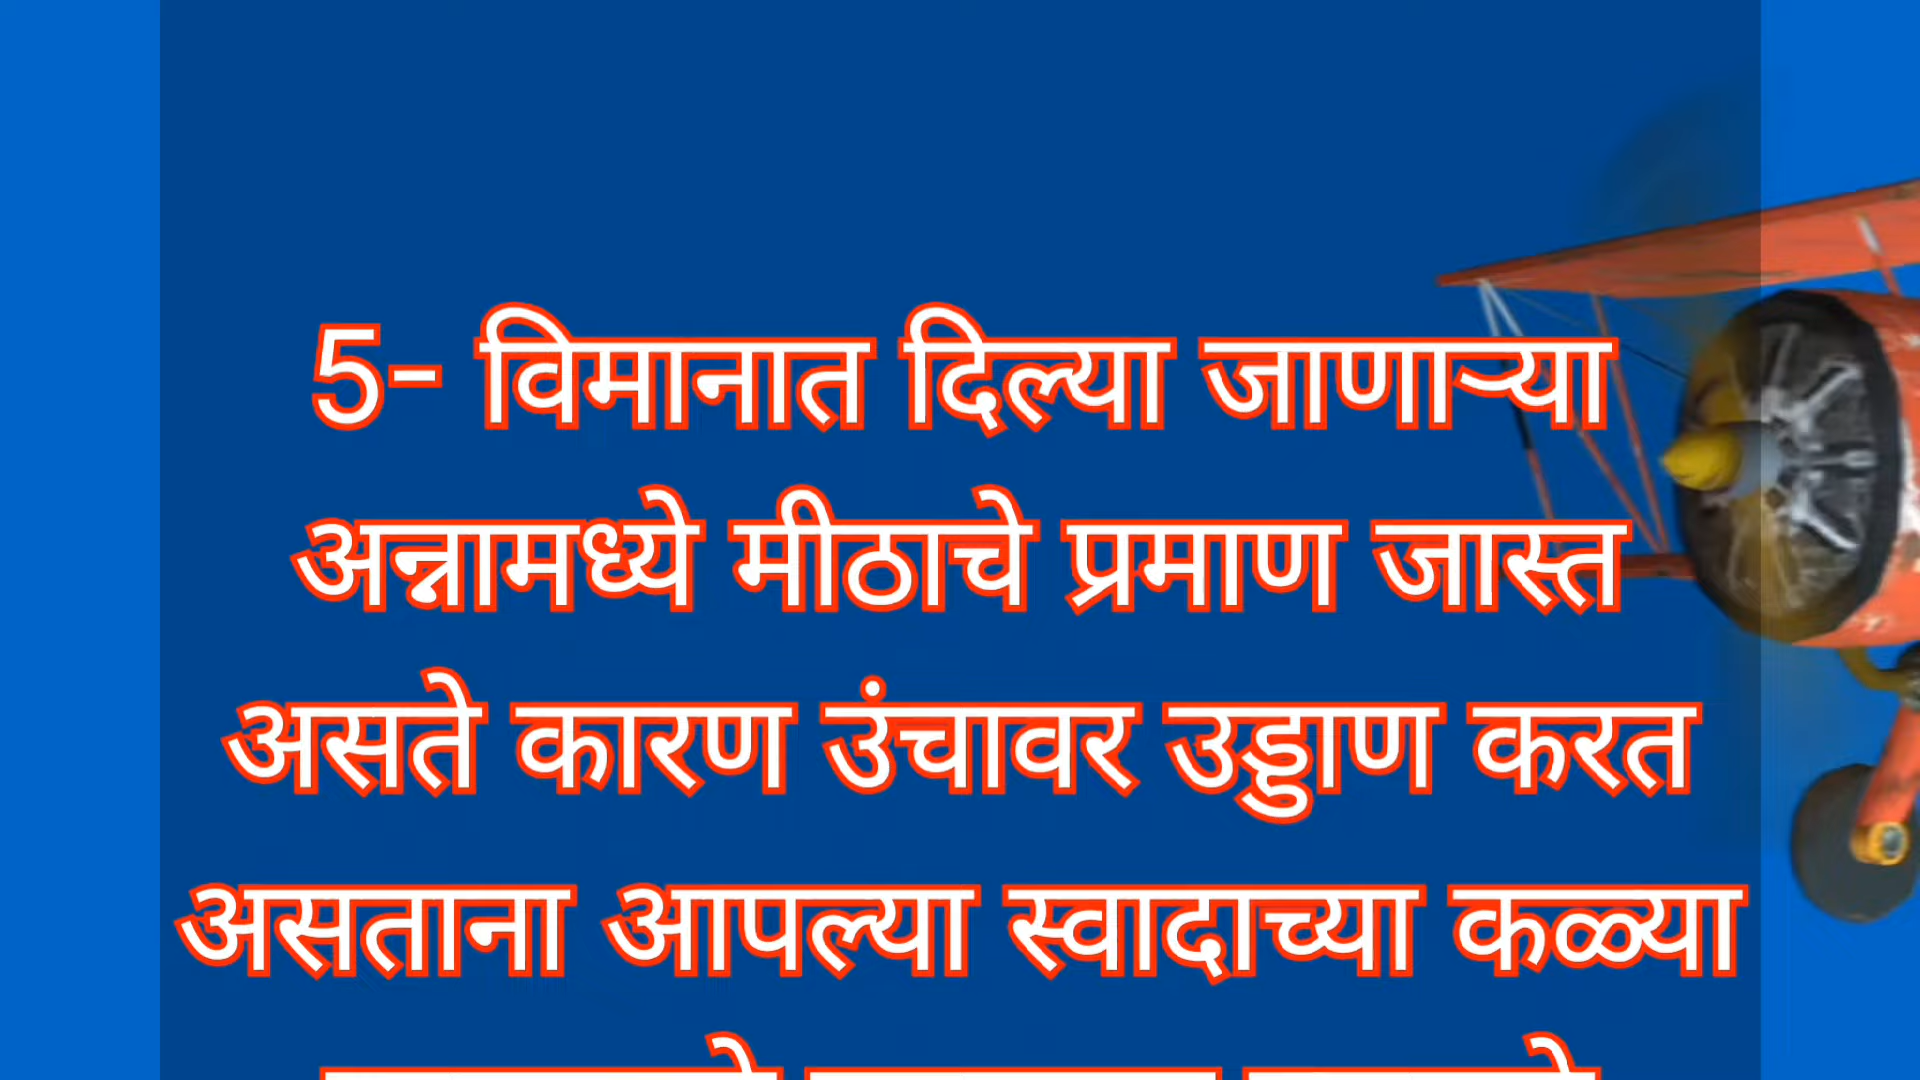 5- विमानात दिल्या जाणाऱ्या
अन्नामध्ये मीठाचे प्रमाण जास्त
असते कारण उंचावर उड्डाण करत
असताना आपल्या स्वादाच्या कळ्या